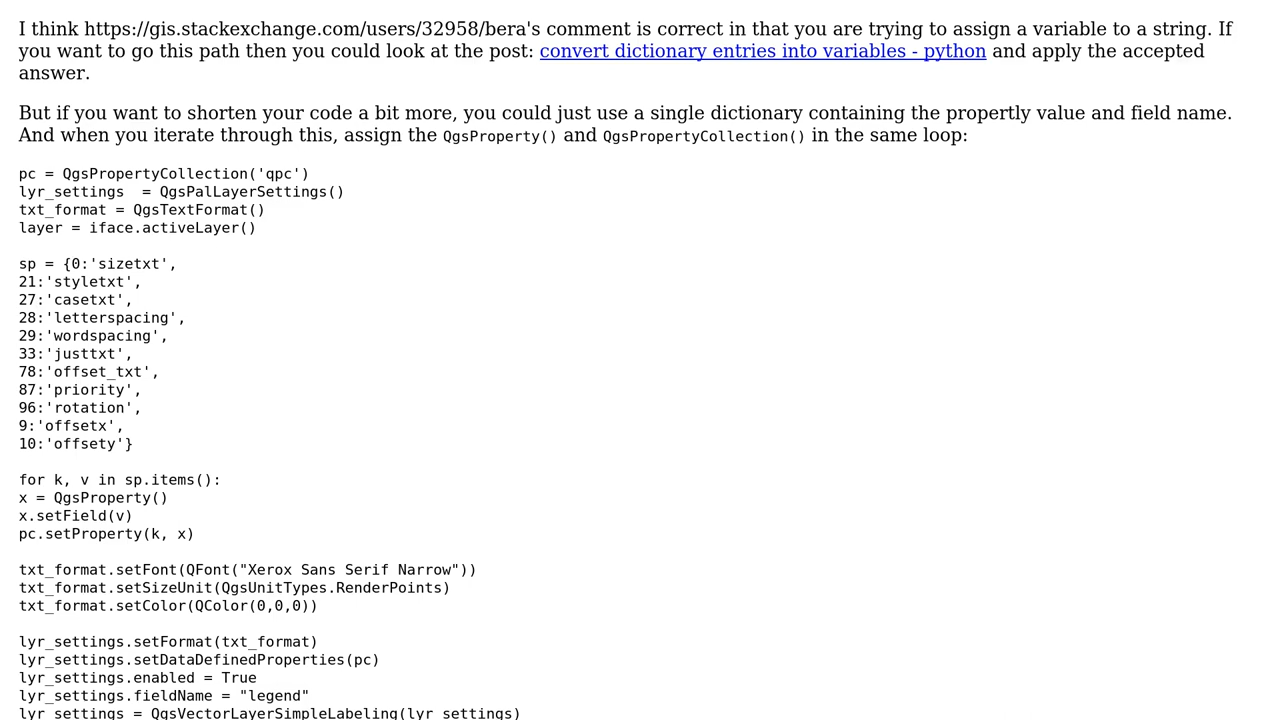 I think https://gis.stackexchange.com/users/32958/bera's comment is correct in that you are trying to assign a variable to a string. If
you want to go this path then you could look at the post: convert dictionary entries into variables - python and apply the accepted
answer.
But if you want to shorten your code a bit more, you could just use a single dictionary containing the propertly value and field name.
And when you iterate through this, assign the QgsProperty() and QgsPropertyCollection() in the same loop:
pc = QgsPropertyCollection('qpc')
lyr_settings  = QgsPalLayerSettings()
txt_format = QgsTextFormat()
layer = iface.activeLayer()
sp = {0:'sizetxt',
21:'styletxt',
27:'casetxt',
28:'letterspacing',
29:'wordspacing',
33:'justtxt',
78:'offset_txt',
87:'priority',
96:'rotation',
9:'offsetx',
10:'offsety'}
for k, v in sp.items():
x = QgsProperty()
x.setField(v)
pc.setProperty(k, x)
txt_format.setFont(QFont("Xerox Sans Serif Narrow"))
txt_format.setSizeUnit(QgsUnitTypes.RenderPoints)
txt_format.setColor(QColor(0,0,0))
lyr_settings.setFormat(txt_format)
lyr_settings.setDataDefinedProperties(pc)
lyr_settings.enabled = True
lyr_settings.fieldName = "legend"
lyr_settings = QgsVectorLayerSimpleLabeling(lyr_settings)